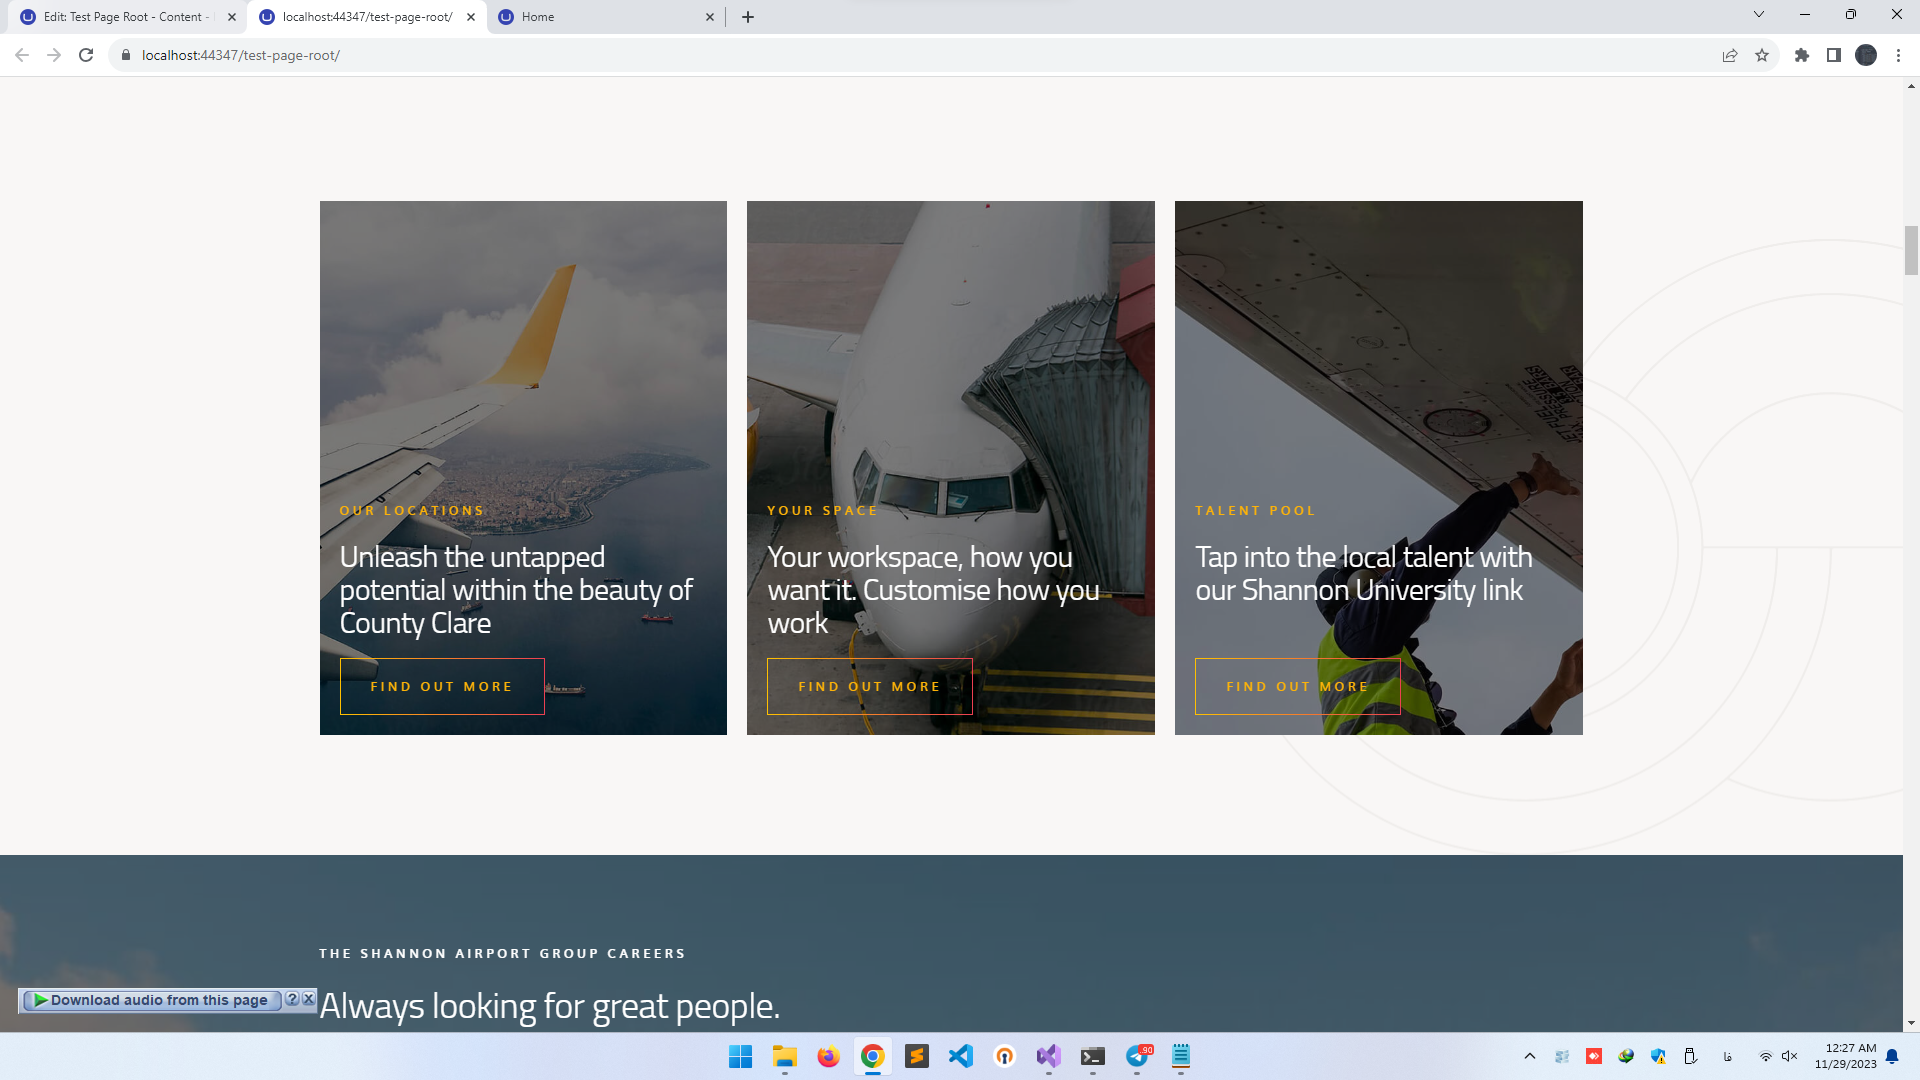 Edit: Test Page Root - Content -
localhost:44347/test-page-root/
Home
localhost:44347/test-page-root/
OUR LOCATIONS
Unleash the untapped
potential within the beauty of
County Clare
FIND OUT MORE
YOUR SPACE
Your workspace, how you
want it. Customise how you
work
FIND OUT MORE
TALENT POOL
Tap into the local talent with
our Shannon University link
FIND OUT MORE
THE SHANNON AIRPORT GROUP CAREERS
Always looking for great people.
Download audio from this page
?
90
فا
12:27 AM
11/29/2023